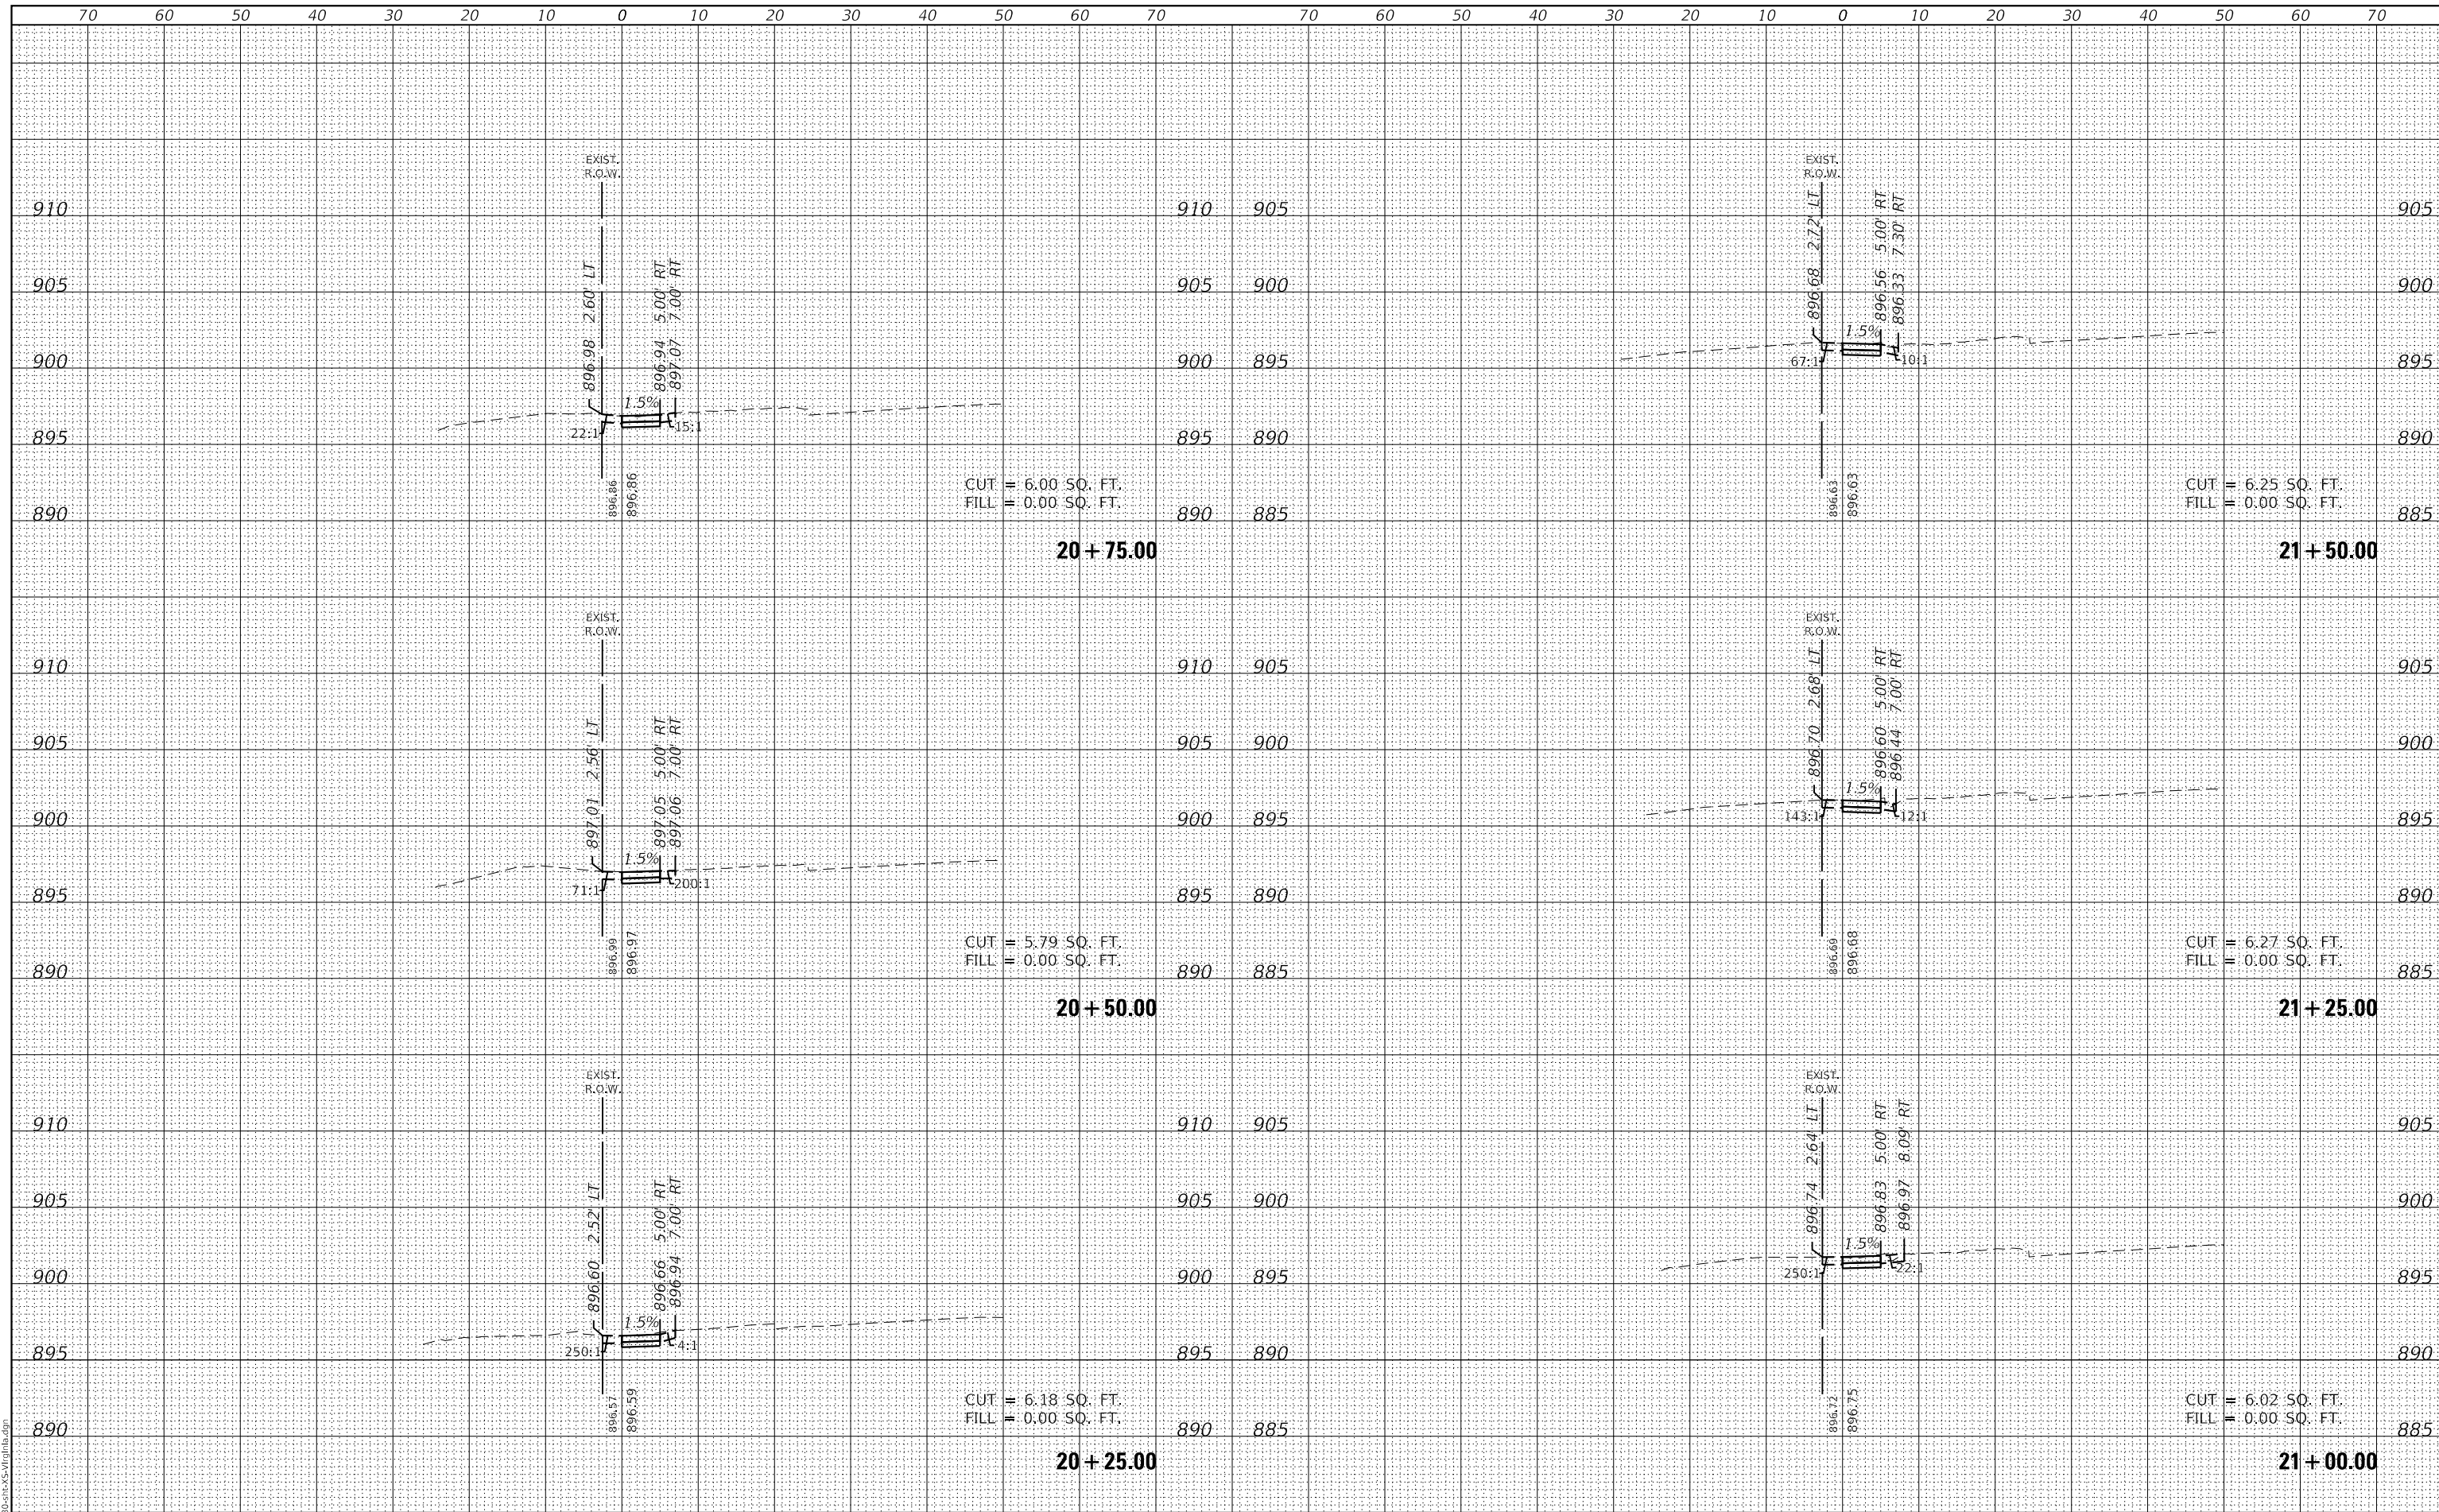 70 60 50 40 30 20 10 0 10 20 30 40 50 60 70 70 60 50 40 30 20 10 0 10 20 30 40 50 60 70
EXIST.
R.O.W.
910 910
905 905
900 900
895 895
890 890
896.98 2.60' LT
896.94 5.00' RT
897.07 7.00' RT
1.5%
22:1
15:1
896.86
896.86
CUT = 6.00 SQ. FT.
FILL = 0.00 SQ. FT.
20+75.00
EXIST.
R.O.W.
910 910
905 905
900 900
895 895
890 890
897.01 2.56' LT
897.05 5.00' RT
897.06 7.00' RT
1.5%
71:1
200:1
896.99
896.97
CUT = 5.79 SQ. FT.
FILL = 0.00 SQ. FT.
20+50.00
EXIST.
R.O.W.
910 910
905 905
900 900
895 895
890 890
896.60 2.52' LT
896.66 5.00' RT
896.94 7.00' RT
1.5%
250:1
4:1
896.57
896.59
CUT = 6.18 SQ. FT.
FILL = 0.00 SQ. FT.
20+25.00
EXIST.
R.O.W.
905 905
900 900
895 895
890 890
885 885
896.68 2.72' LT
896.56 5.00' RT
896.33 7.30' RT
1.5%
67:1
10:1
896.63
896.63
CUT = 6.25 SQ. FT.
FILL = 0.00 SQ. FT.
21+50.00
EXIST.
R.O.W.
905 905
900 900
895 895
890 890
885 885
896.70 2.68' LT
896.60 5.00' RT
896.44 7.00' RT
1.5%
143:1
12:1
896.69
896.68
CUT = 6.27 SQ. FT.
FILL = 0.00 SQ. FT.
21+25.00
EXIST.
R.O.W.
905 905
900 900
895 895
890 890
885 885
896.74 2.64' LT
896.83 5.00' RT
896.97 8.09' RT
1.5%
250:1
22:1
896.72
896.75
CUT = 6.02 SQ. FT.
FILL = 0.00 SQ. FT.
21+00.00